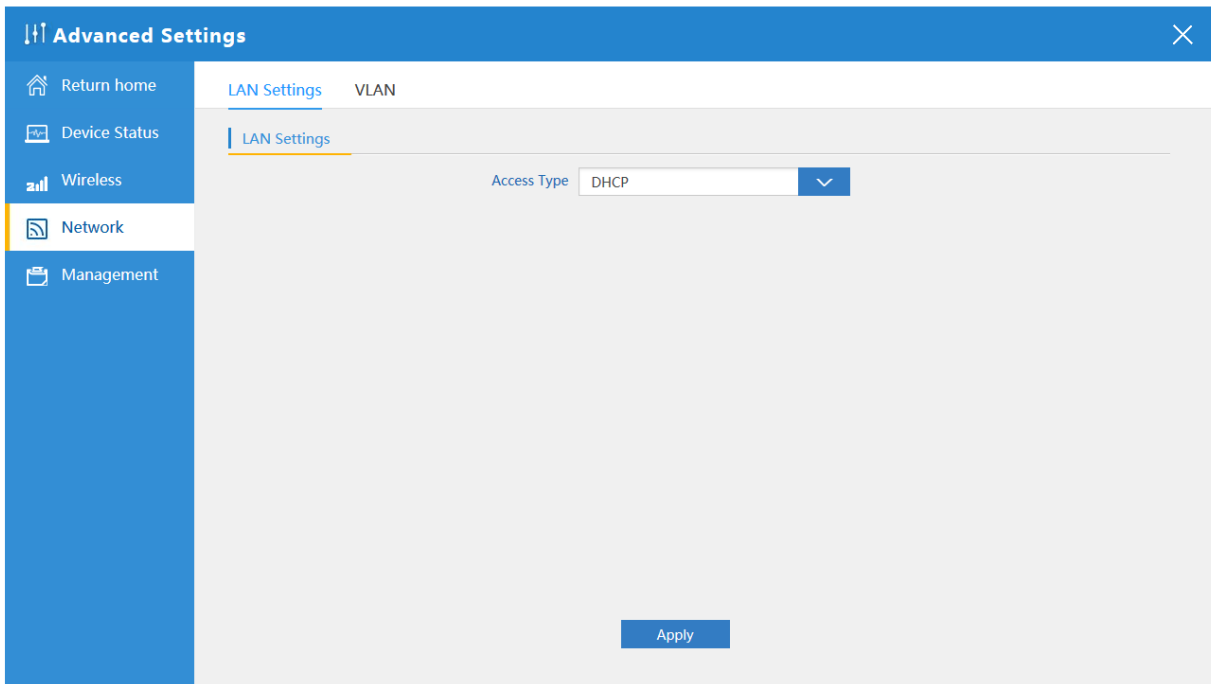 Advanced Settings
Return home
Device Status
Wireless
Network
Management
LAN Settings VLAN
LAN Settings
Access Type DHCP
Apply